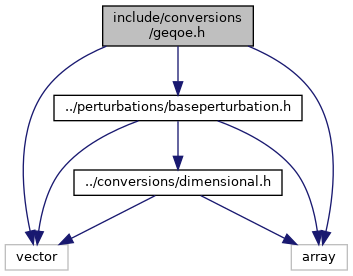 include/conversions
/geqoe.h
../perturbations/baseperturbation.h
../conversions/dimensional.h
vector
array